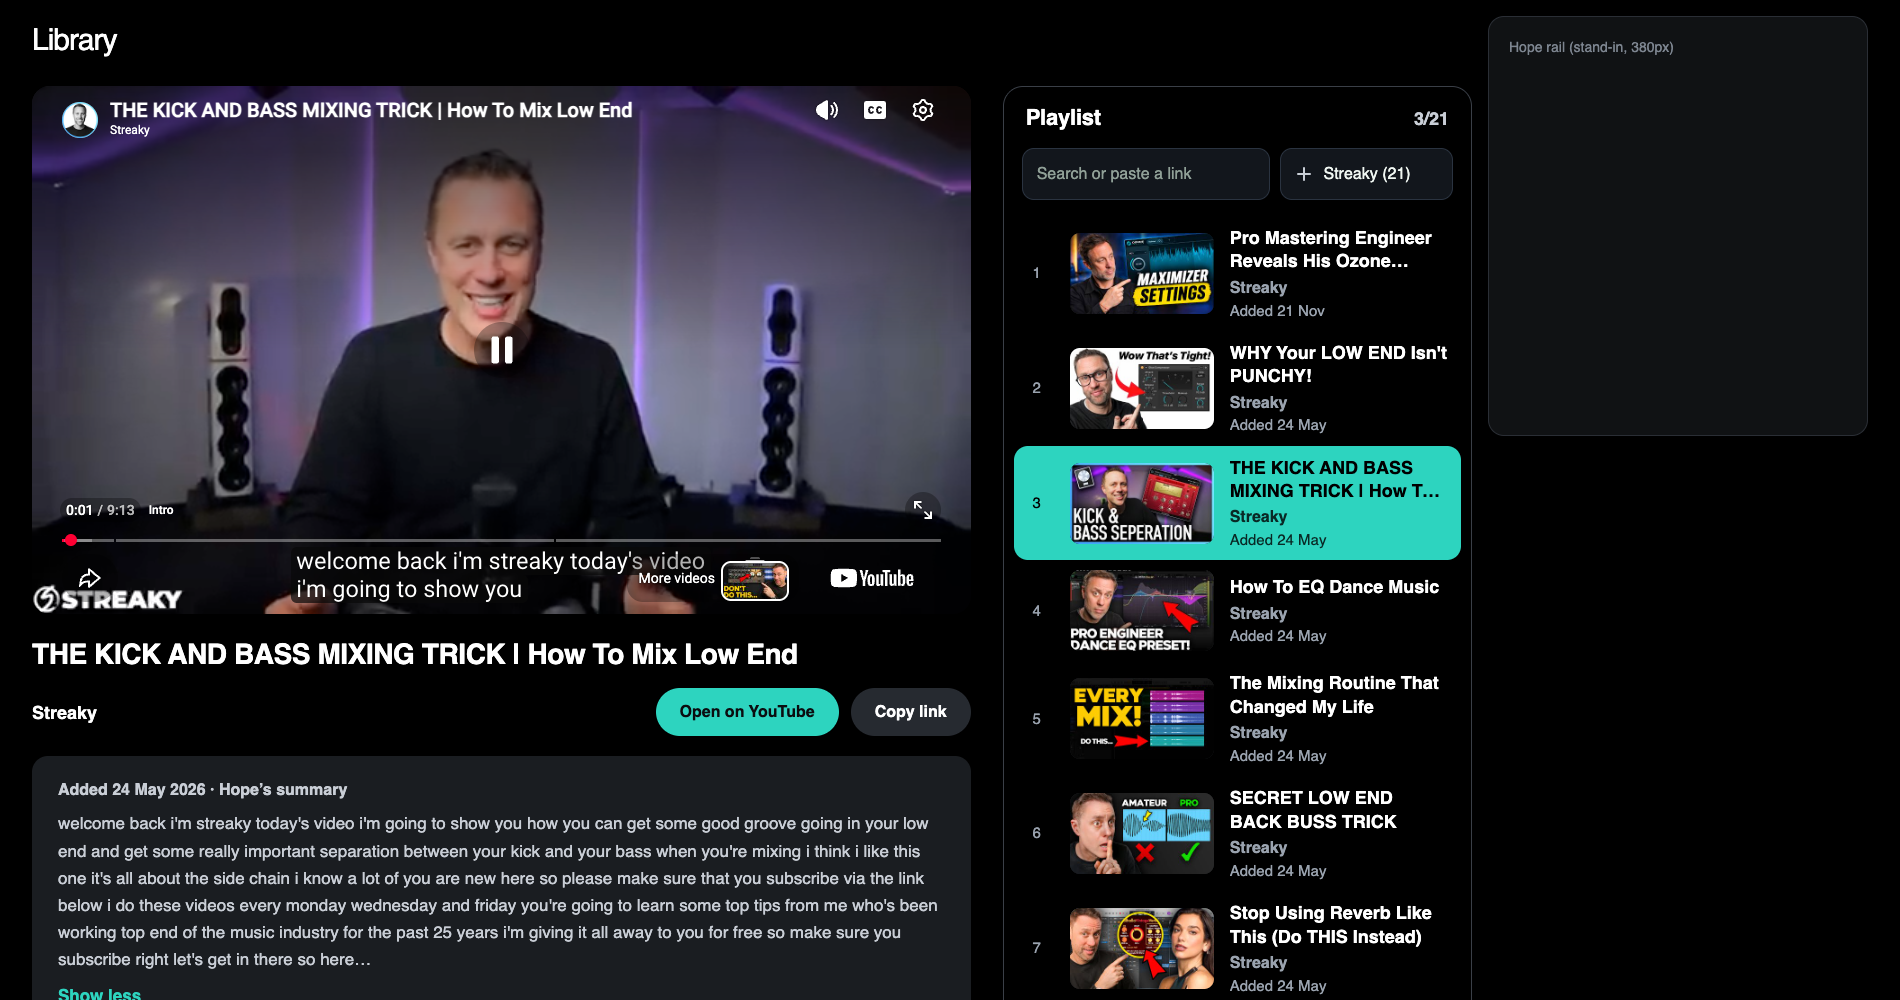 Library
Hope rail (stand-in, 380px)
THE KICK AND BASS MIXING TRICK | How To Mix Low End
Streaky
CC
0:01 / 9:13 Intro
welcome back i'm streaky today's video
i'm going to show you
More videos
DON'T
DO THIS...
YouTube
STREAKY
THE KICK AND BASS MIXING TRICK | How To Mix Low End
Streaky
Open on YouTube
Copy link
Added 24 May 2026 · Hope's summary
welcome back i'm streaky today's video i'm going to show you how you can get some good groove going in your low
end and get some really important separation between your kick and your bass when you're mixing i think i like this
one it's all about the side chain i know a lot of you are new here so please make sure that you subscribe via the link
below i do these videos every monday wednesday and friday you're going to learn some top tips from me who's been
working top end of the music industry for the past 25 years i'm giving it all away to you for free so make sure you
subscribe right let's get in there so here…
Show less
Playlist
3/21
Search or paste a link
+ Streaky (21)
1
MAXIMIZER
SETTINGS
Pro Mastering Engineer
Reveals His Ozone…
Streaky
Added 21 Nov
2
Wow That's Tight!
WHY Your LOW END Isn't
PUNCHY!
Streaky
Added 24 May
3
KICK &
BASS SEPERATION
THE KICK AND BASS
MIXING TRICK | How T…
Streaky
Added 24 May
4
PRO ENGINEER
DANCE EQ PRESET!
How To EQ Dance Music
Streaky
Added 24 May
5
EVERY
MIX!
DO THIS...
The Mixing Routine That
Changed My Life
Streaky
Added 24 May
6
AMATEUR PRO
SECRET LOW END
BACK BUSS TRICK
Streaky
Added 24 May
7
Stop Using Reverb Like
This (Do THIS Instead)
Streaky
Added 24 May